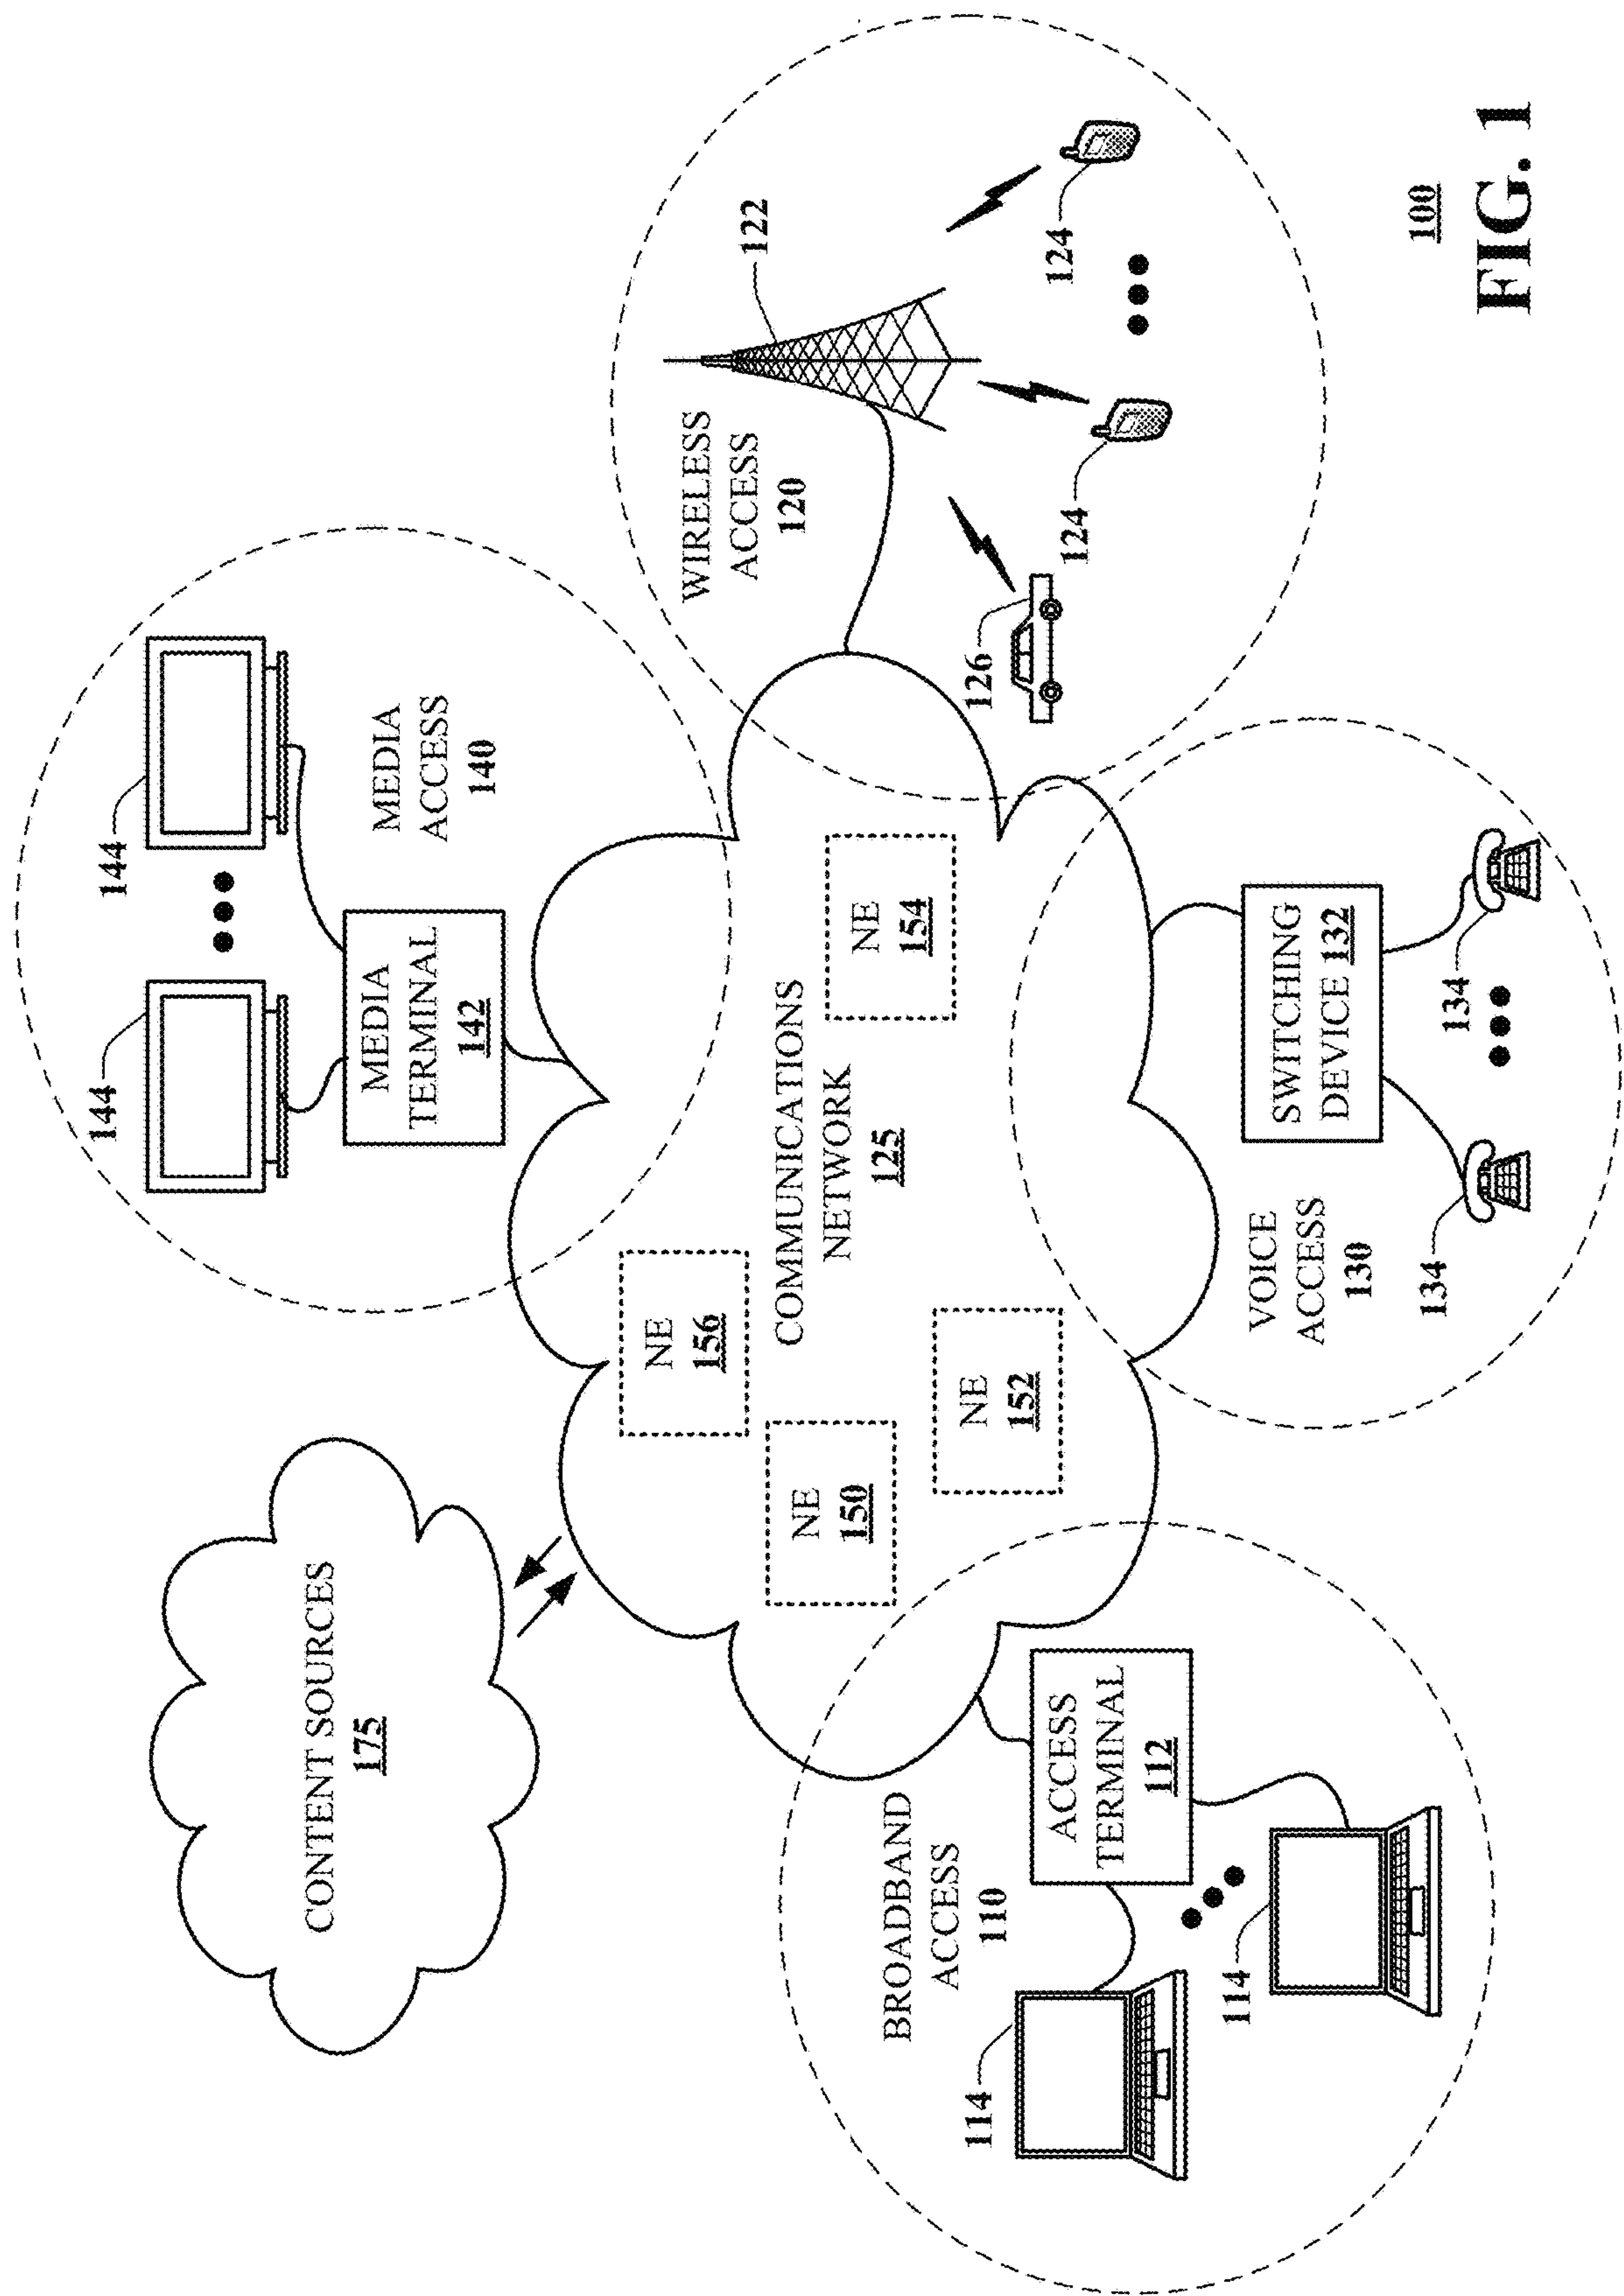 CONTENT SOURCES
175
144
144
MEDIA
TERMINAL
142
MEDIA
ACCESS
140
NE
156
NE
150
NE
152
COMMUNICATIONS
NETWORK
125
NE
154
WIRELESS
ACCESS
120
122
124
124
126
BROADBAND
ACCESS
110
ACCESS
TERMINAL
112
114
114
VOICE
ACCESS
130
SWITCHING
DEVICE 132
134
134
100
FIG. 1